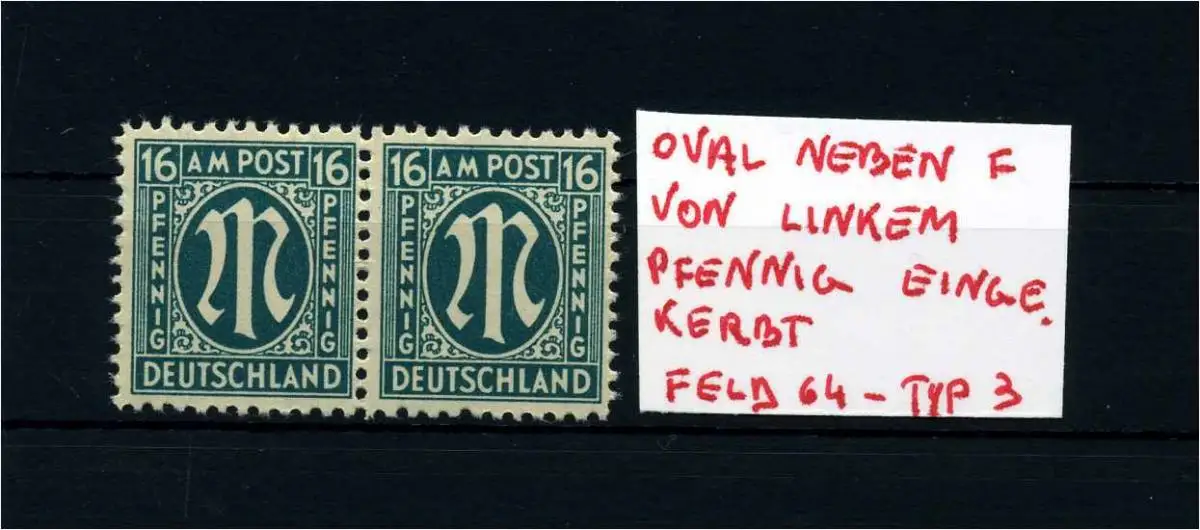 16 AM POST 16
PFENNIG
M
PFENNIG
DEUTSCHLAND
16 AM POST 16
PFENNIG
M
PFENNIG
DEUTSCHLAND
OVAL NEBEN F
VON LINKEM
PFENNIG EINGE.
KERBT
FELD 64 - TYP 3